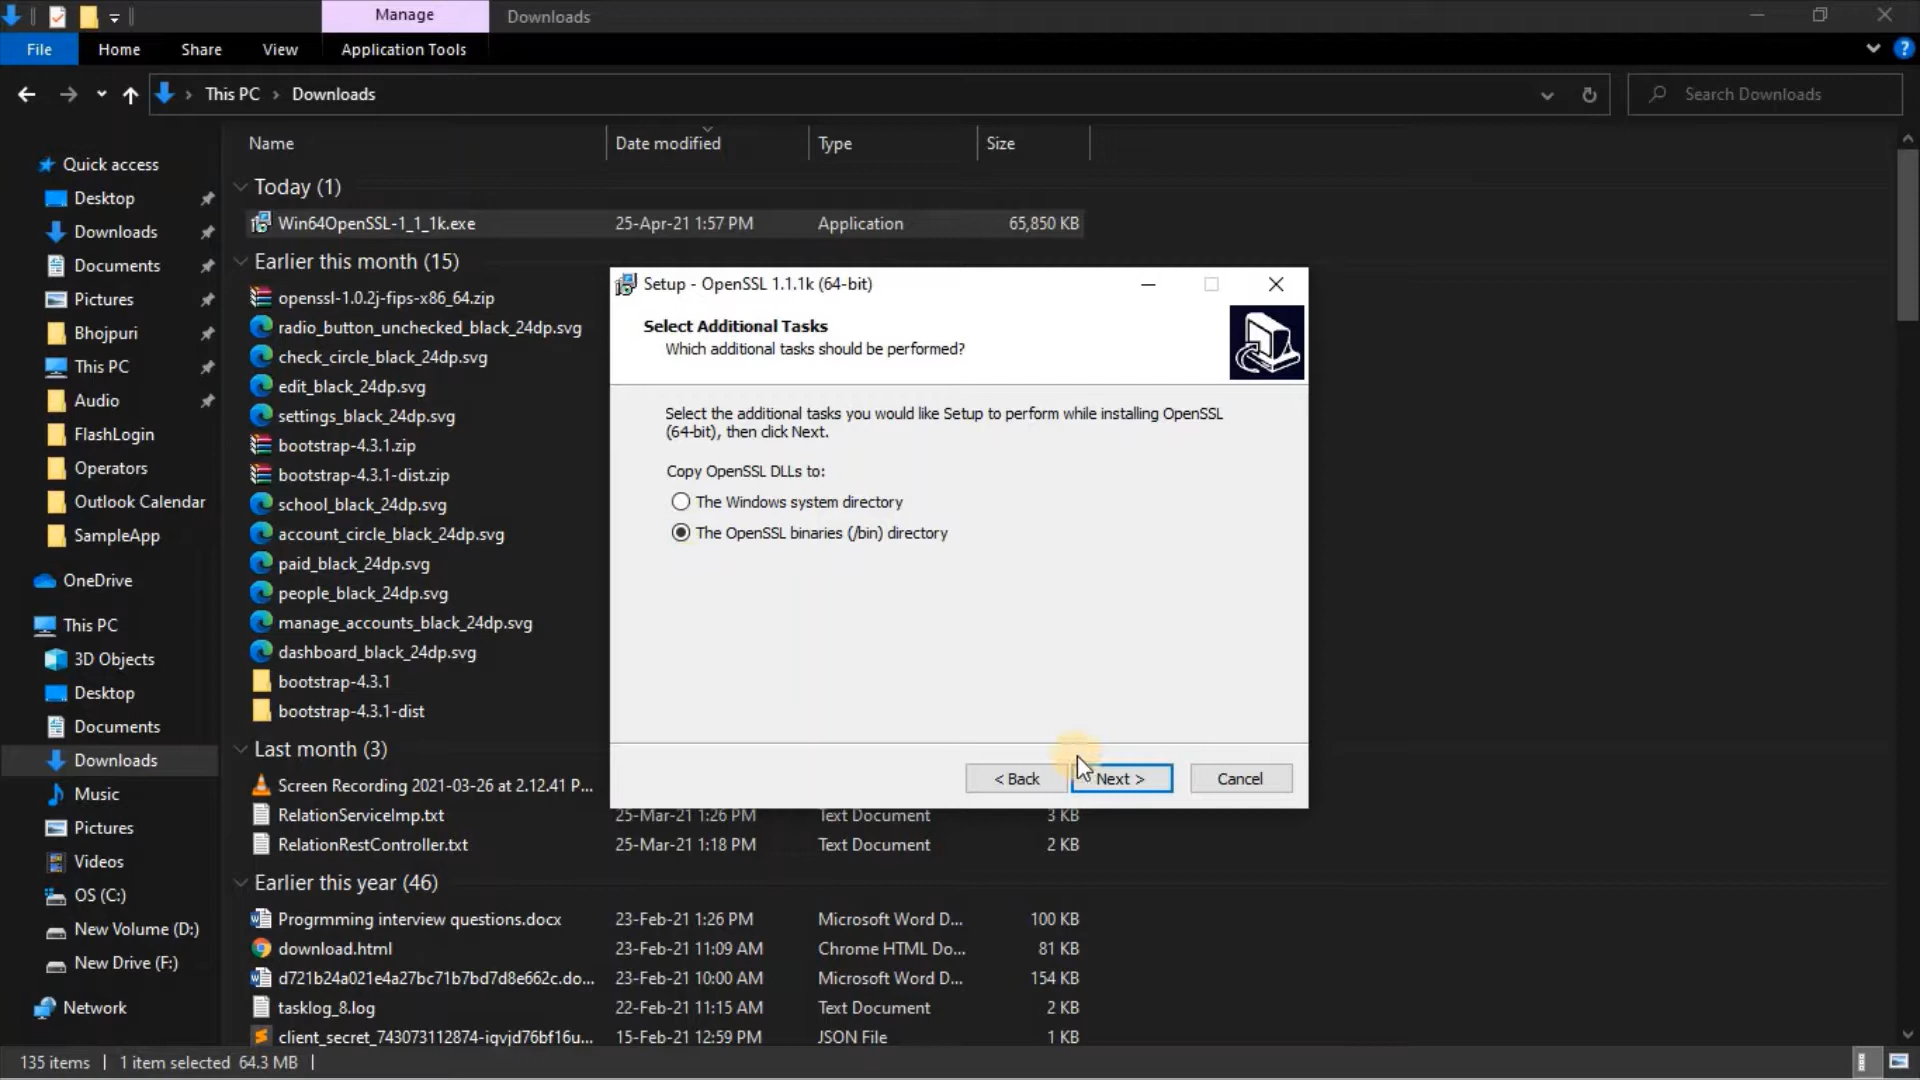 Manage
Downloads
File
Home
Share
View
Application Tools
This PC
Downloads
Search Downloads
Name
Date modified
Type
Size
Quick access
Desktop
Downloads
Documents
Pictures
Bhojpuri
This PC
Audio
FlashLogin
Operators
Outlook Calendar
SampleApp
OneDrive
This PC
3D Objects
Desktop
Documents
Downloads
Music
Pictures
Videos
OS (C:)
New Volume (D:)
New Drive (F:)
Network
Today (1)
Win64OpenSSL-1_1_1k.exe 25-Apr-21 1:57 PM Application 65,850 KB
Earlier this month (15)
openssl-1.0.2j-fips-x86_64.zip
radio_button_unchecked_black_24dp.svg
check_circle_black_24dp.svg
edit_black_24dp.svg
settings_black_24dp.svg
bootstrap-4.3.1.zip
bootstrap-4.3.1-dist.zip
school_black_24dp.svg
account_circle_black_24dp.svg
paid_black_24dp.svg
people_black_24dp.svg
manage_accounts_black_24dp.svg
dashboard_black_24dp.svg
bootstrap-4.3.1
bootstrap-4.3.1-dist
Last month (3)
Screen Recording 2021-03-26 at 2.12.41 P...
RelationServiceImp.txt 25-Mar-21 1:26 PM Text Document 3 KB
RelationRestController.txt 25-Mar-21 1:18 PM Text Document 2 KB
Earlier this year (46)
Progrmming interview questions.docx 23-Feb-21 1:26 PM Microsoft Word D... 100 KB
download.html 23-Feb-21 11:09 AM Chrome HTML Do... 81 KB
d721b24a021e4a27bc71b7bd7d8e662c.do... 23-Feb-21 10:00 AM Microsoft Word D... 154 KB
tasklog_8.log 22-Feb-21 11:15 AM Text Document 2 KB
client_secret_743073112874-iqvjd76bf16u... 15-Feb-21 12:59 PM JSON File 1 KB
Setup - OpenSSL 1.1.1k (64-bit)
Select Additional Tasks
Which additional tasks should be performed?
Select the additional tasks you would like Setup to perform while installing OpenSSL
(64-bit), then click Next.
Copy OpenSSL DLLs to:
The Windows system directory
The OpenSSL binaries (/bin) directory
< Back
Next >
Cancel
135 items
1 item selected 64.3 MB